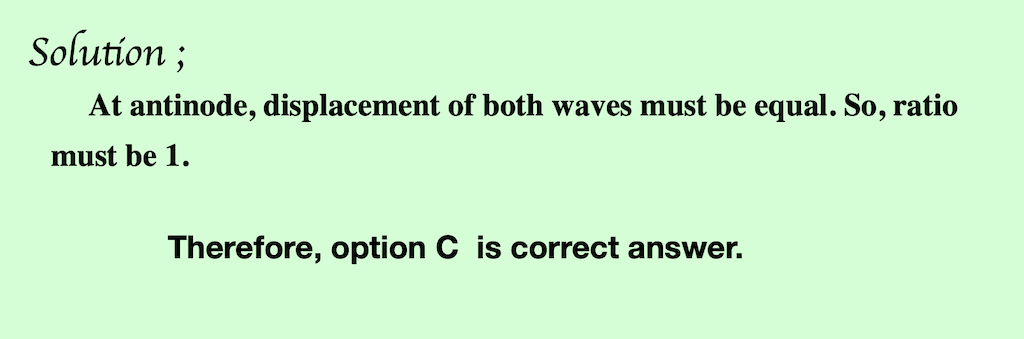 Solution ;
At antinode, displacement of both waves must be equal. So, ratio
must be 1.
Therefore, option C is correct answer.